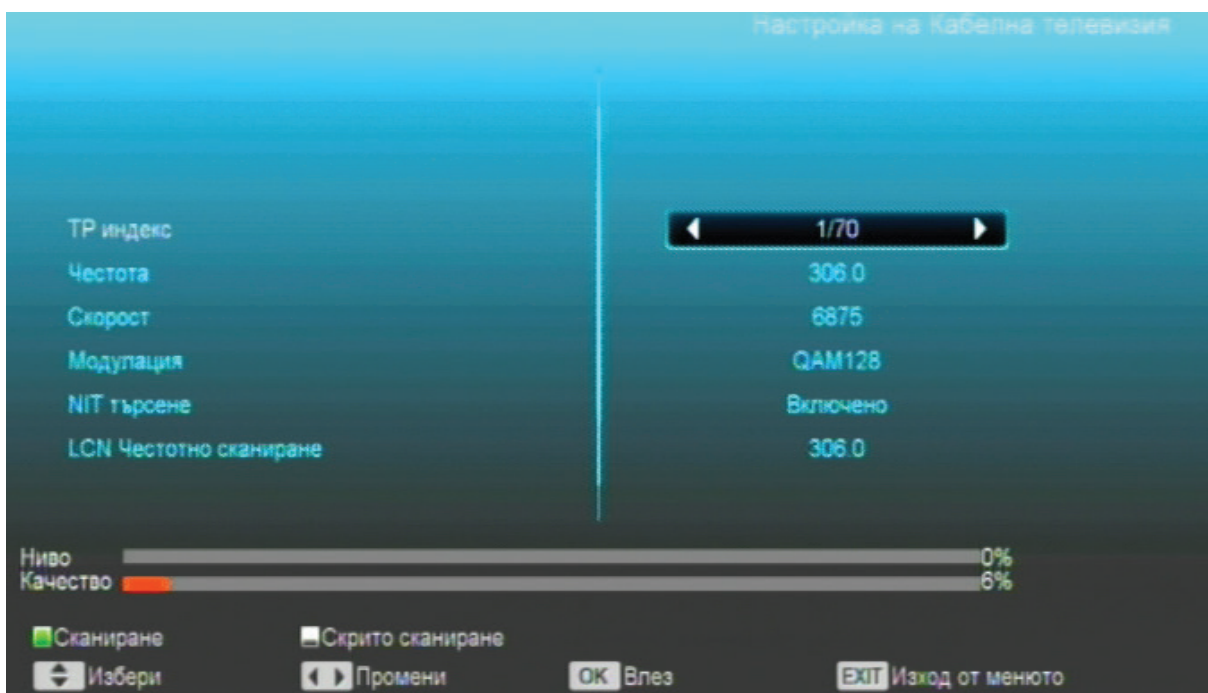 Настройка на Кабелна телевизия
TP индекс 1/70
Честота 306.0
Скорост 6875
Модулация QAM128
NIT търсене Включено
LCN Честотно сканиране 306.0
Ниво 0%
Качество 6%
Сканиране Скрито сканиране
Избери Промени OK Влез EXIT Изход от менюто